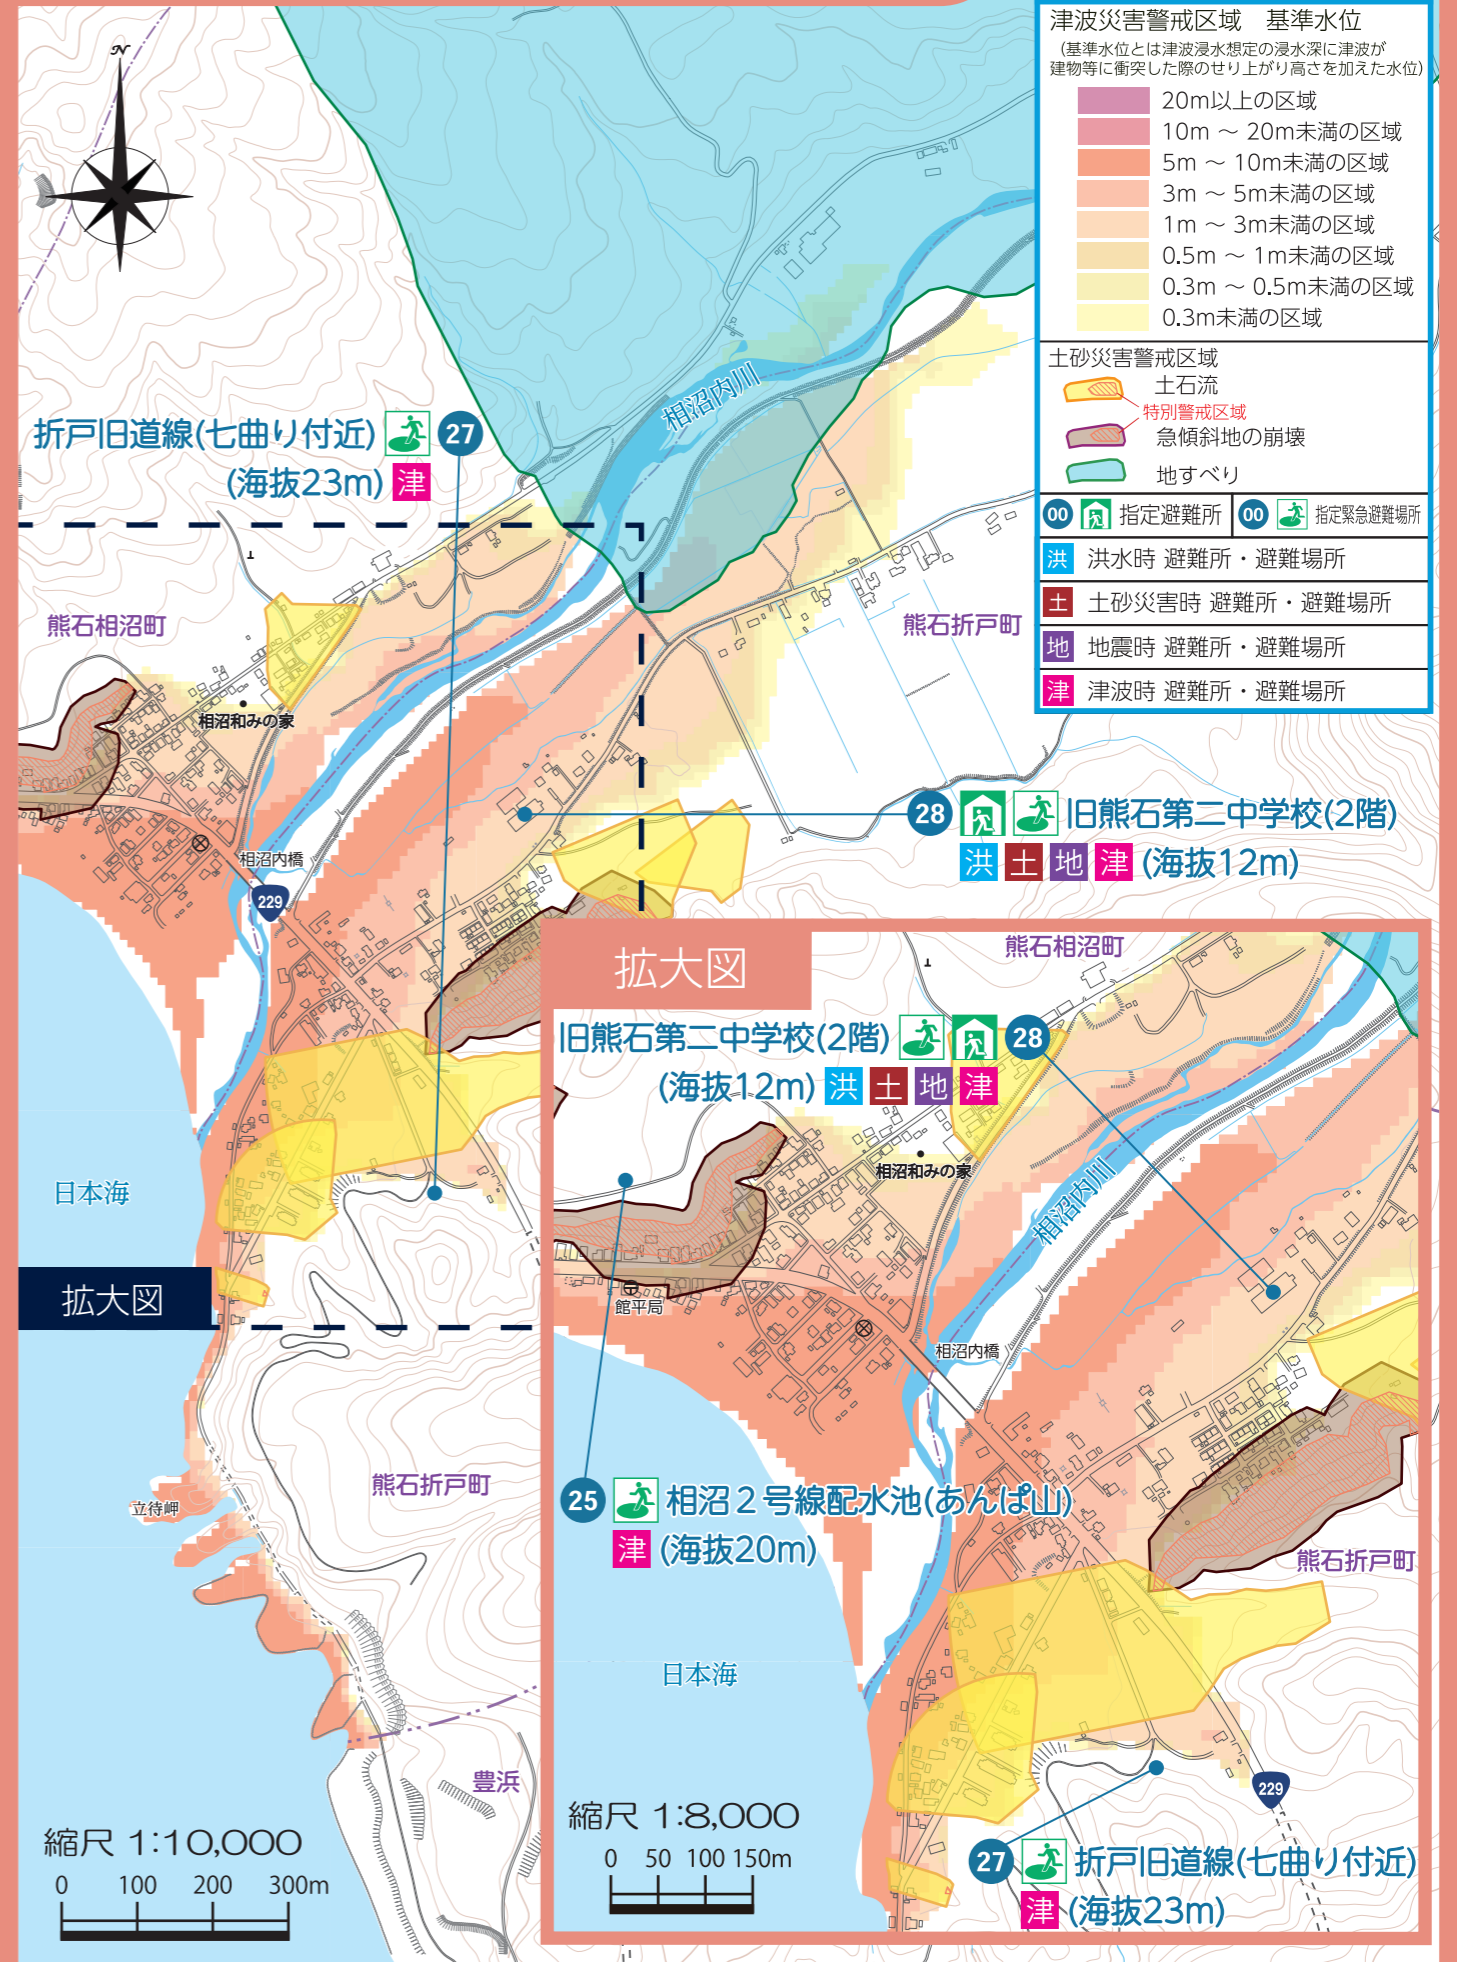 津波災害警戒区域　基準水位
(基準水位とは津波浸水想定の浸水深に津波が
建物等に衝突した際のせり上がり高さを加えた水位)
20m以上の区域
10m ～ 20m未満の区域
5m ～ 10m未満の区域
3m ～ 5m未満の区域
1m ～ 3m未満の区域
0.5m ～ 1m未満の区域
0.3m ～ 0.5m未満の区域
0.3m未満の区域
土砂災害警戒区域
土石流
特別警戒区域
急傾斜地の崩壊
地すべり
00 指定避難所
00 指定緊急避難場所
洪 洪水時 避難所・避難場所
土 土砂災害時 避難所・避難場所
地 地震時 避難所・避難場所
津 津波時 避難所・避難場所
N
相沼内川
折戸旧道線(七曲り付近) 27
(海抜23m) 津
熊石相沼町
熊石折戸町
相沼和みの家
28 旧熊石第二中学校(2階)
洪 土 地 津 (海抜12m)
相沼内橋
229
日本海
拡大図
熊石折戸町
立待岬
豊浜
縮尺 1:10,000
0 100 200 300m
拡大図
熊石相沼町
旧熊石第二中学校(2階) 28
(海抜12m) 洪 土 地 津
相沼和みの家
相沼内川
館平局
相沼内橋
25 相沼２号線配水池(あんぱ山)
津 (海抜20m)
熊石折戸町
日本海
229
縮尺 1:8,000
0 50 100 150m
27 折戸旧道線(七曲り付近)
津 (海抜23m)